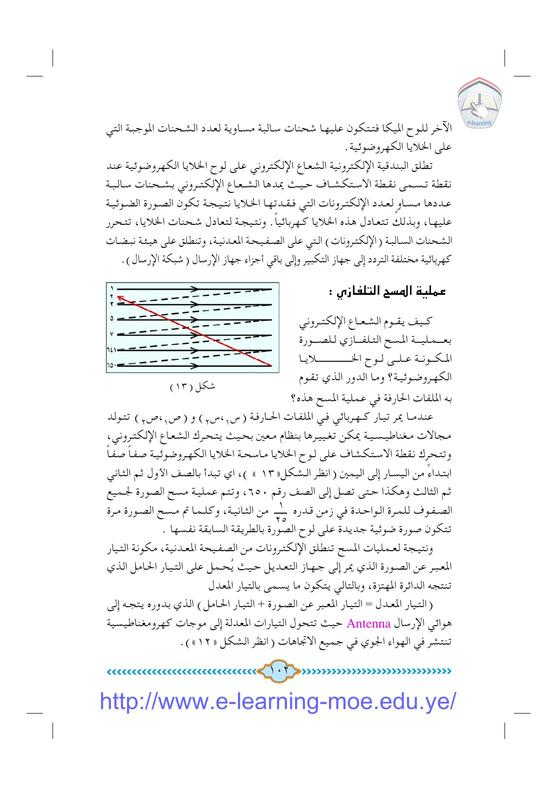 e-learning
الآخر للوح الميكا فتتكون عليها شحنات سالبة مساوية لعدد الشحنات الموجبة التي
على الخلايا الكهروضوئية .
تطلق البندقية الإلكترونية الشعاع الإلكتروني على لوح الخلايا الكهروضوئية عند
نقطة تسمى نقطة الاستكشاف حيث يمدها الشعاع الإلكتروني بشحنات سالبة
عددها مساوٍ لعدد الإلكترونات التي فقدتها الخلايا نتيجة تكون الصورة الضوئية
عليها، وبذلك تتعادل هذه الخلايا كهربائياً. ونتيجة لتعادل شحنات الخلايا، تتحرر
الشحنات السالبة ( الإلكترونات ) التي على الصفيحة المعدنية، وتنطلق على هيئة نبضات
كهربائية مختلفة التردد إلى جهاز التكبير وإلى باقي أجزاء جهاز الإرسال ( شبكة الإرسال ) .
عملية المسح التلفازي :
كيف يقوم الشعاع الإلكتروني
بعملية المسح التلفازي للصورة
المكونة على لوح الخلايا
الكهروضوئية؟ وما الدور الذي تقوم
به الملفات الحارفة في عملية المسح هذه؟
١
٢
٣
٥
٧
٦٤٩
٦٥٠
شكل ( ١٣ )
عندما يمر تيار كهربائي في الملفات الحارفة ( س١،س٢ ) و ( ص١،ص٢ ) تتولد
مجالات مغناطيسية يمكن تغييرها بنظام معين بحيث يتحرك الشعاع الإلكتروني،
وتتحرك نقطة الاستكشاف على لوح الخلايا ماسحة الخلايا الكهروضوئية صفاً صفاً
ابتداءً من اليسار إلى اليمين ( انظر الشكل« ١٣ » )، اي تبدأ بالصف الأول ثم الثاني
ثم الثالث وهكذا حتى تصل إلى الصف رقم ٦٥٠، وتتم عملية مسح الصورة لجميع
الصفوف للمرة الواحدة في زمن قدره ١/٢٥ من الثانية، وكلما تم مسح الصورة مرة
تتكون صورة ضوئية جديدة على لوح الصورة بالطريقة السابقة نفسها .
ونتيجة لعمليات المسح تنطلق الإلكترونات من الصفيحة المعدنية، مكونة التيار
المعبر عن الصورة الذي يمر إلى جهاز التعديل حيث يُحمل على التيار الحامل الذي
تنتجه الدائرة المهتزة، وبالتالي يتكون ما يسمى بالتيار المعدل
( التيار المعدل = التيار المعبر عن الصورة + التيار الحامل ) الذي بدوره يتجه إلى
هوائي الإرسال Antenna حيث تتحول التيارات المعدلة إلى موجات كهرومغناطيسية
تنتشر في الهواء الجوي في جميع الاتجاهات ( انظر الشكل « ١٢ » ) .
١٠٢
http://www.e-learning-moe.edu.ye/